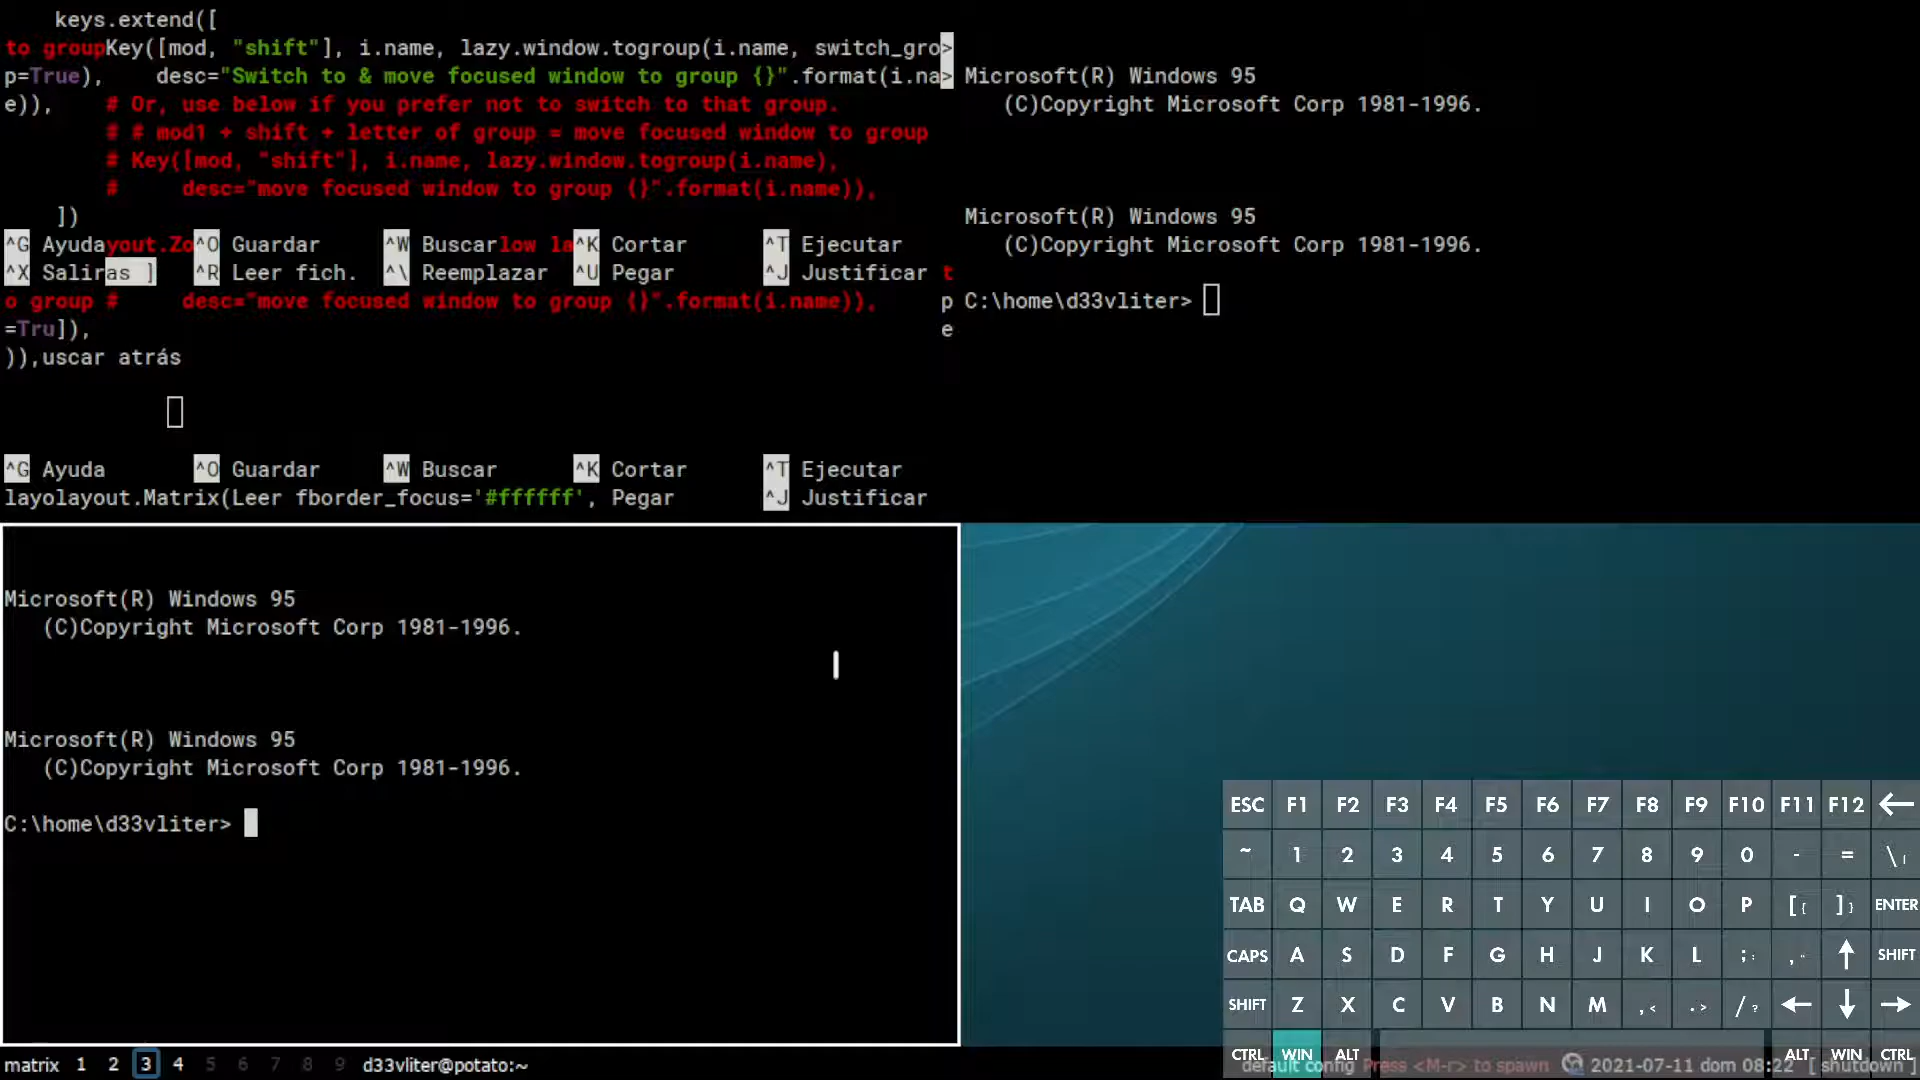 keys.extend([
to groupKey([mod, "shift"], i.name, lazy.window.togroup(i.name, switch_gro>
p=True),    desc="Switch to & move focused window to group {}".format(i.na>
e)),    # Or, use below if you prefer not to switch to that group.
# # mod1 + shift + letter of group = move focused window to group
# Key([mod, "shift"], i.name, lazy.window.togroup(i.name),
#     desc="move focused window to group {}".format(i.name)),
])
^G Ayudayout.Zo^O Guardar ^W Buscarlow la^K Cortar ^T Ejecutar
^X Saliras ] ^R Leer fich. ^\ Reemplazar ^U Pegar ^J Justificar t
o group #     desc="move focused window to group {}".format(i.name)), p
=Tru]), e
)),uscar atrás
^G Ayuda ^O Guardar ^W Buscar ^K Cortar ^T Ejecutar
layolayout.Matrix(Leer fborder_focus='#ffffff', Pegar ^J Justificar
Microsoft(R) Windows 95
(C)Copyright Microsoft Corp 1981-1996.
Microsoft(R) Windows 95
(C)Copyright Microsoft Corp 1981-1996.
C:\home\d33vliter>
Microsoft(R) Windows 95
(C)Copyright Microsoft Corp 1981-1996.
Microsoft(R) Windows 95
(C)Copyright Microsoft Corp 1981-1996.
C:\home\d33vliter>
ESC F1 F2 F3 F4 F5 F6 F7 F8 F9 F10 F11 F12 ←
~ 1 2 3 4 5 6 7 8 9 0 - = \|
TAB Q W E R T Y U I O P [{ ]} ENTER
CAPS A S D F G H J K L ;: ," ↑ SHIFT
SHIFT Z X C V B N M ,< .> /? ← ↓ →
CTRL WIN ALT ALT WIN CTRL
matrix 1 2 3 4 5 6 7 8 9 d33vliter@potato:~ default config Press <M-r> to spawn 2021-07-11 dom 08:22 [ shutdown ]